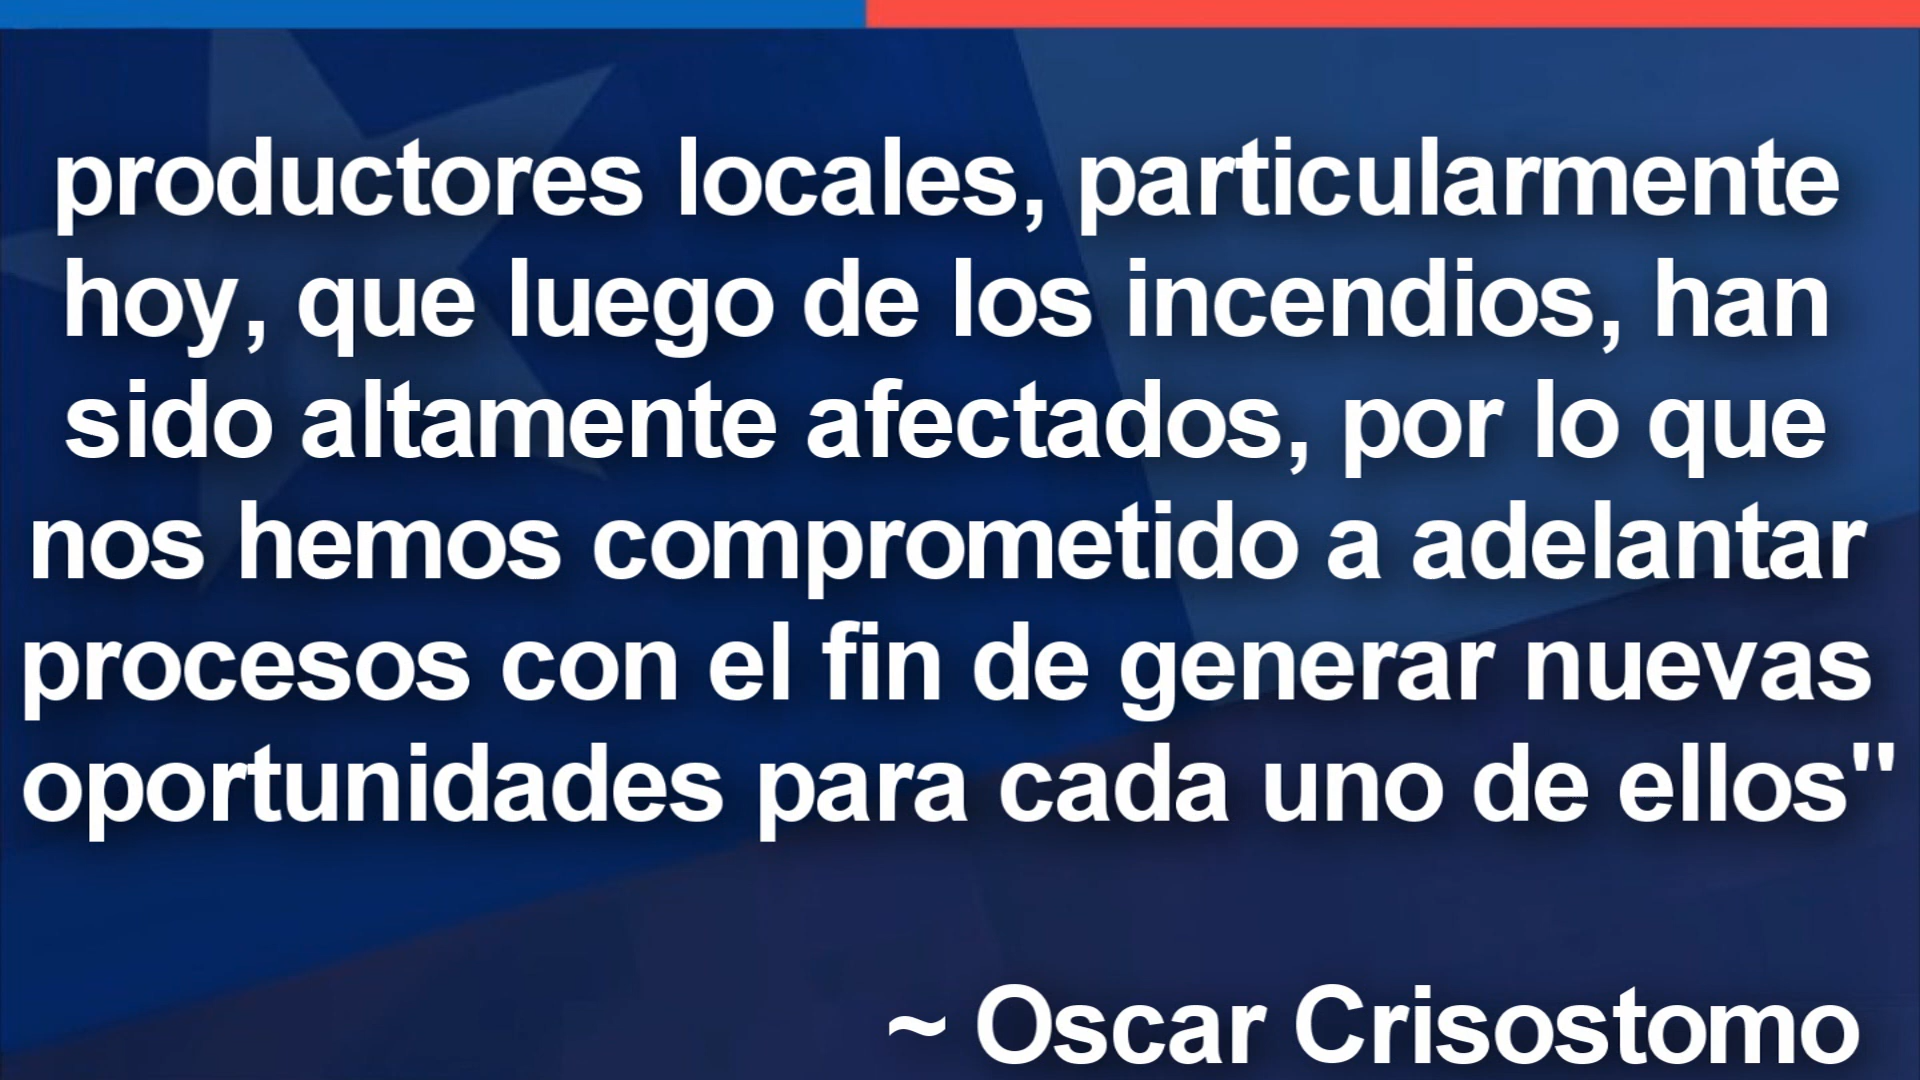 productores locales, particularmente
hoy, que luego de los incendios, han
sido altamente afectados, por lo que
nos hemos comprometido a adelantar
procesos con el fin de generar nuevas
oportunidades para cada uno de ellos"
~ Oscar Crisostomo